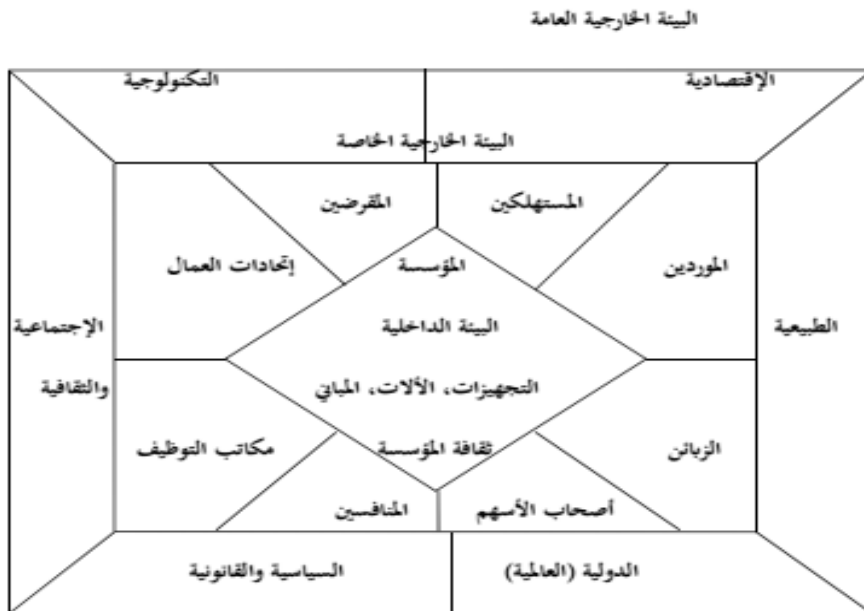 البيئة الخارجية العامة
الإقتصادية
التكنولوجية
البيئة الخارجية الخاصة
المستهلكين
المقرضين
الموردين
المؤسسة
إتحادات العمال
الطبيعية
البيئة الداخلية
الإجتماعية
التجهيزات، الألات، المباني
والثقافية
الزبائن
ثقافة المؤسسة
مكاتب التوظيف
أصحاب الأسهم
المنافسين
الدولية (العالمية)
السياسية والقانونية